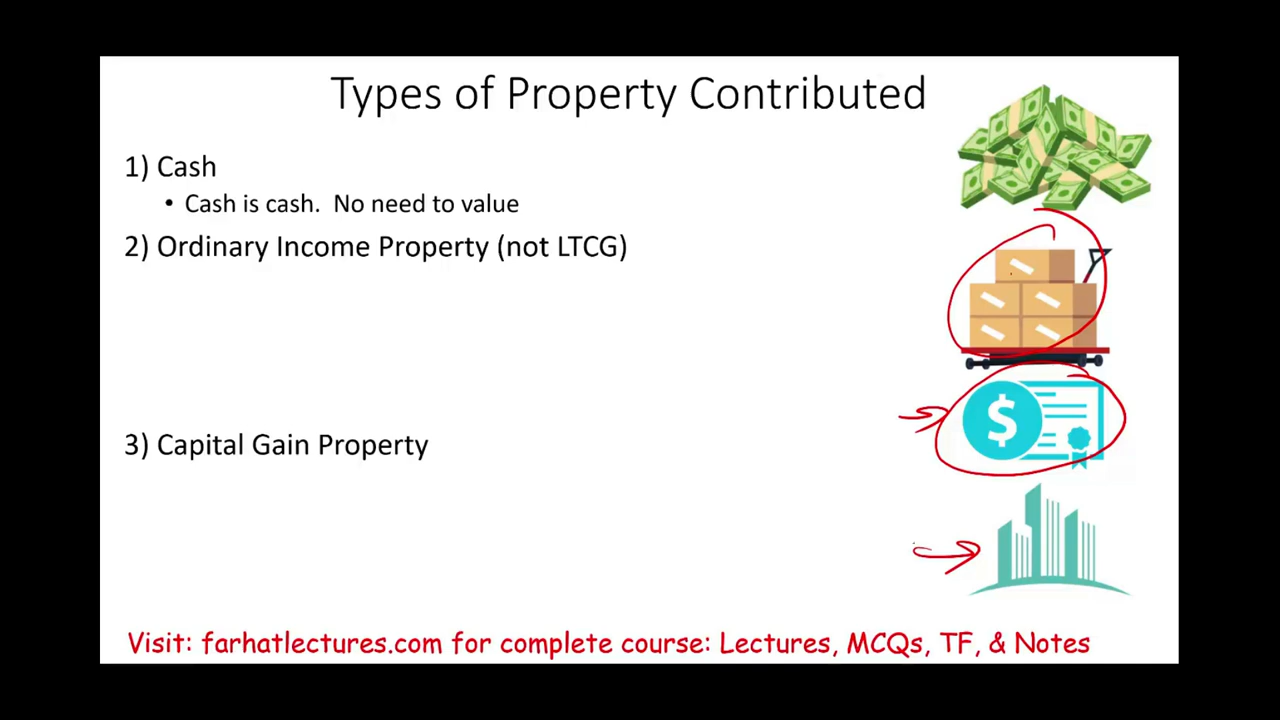 Types of Property Contributed
1) Cash
• Cash is cash. No need to value
2) Ordinary Income Property (not LTCG)
$
3) Capital Gain Property
Visit: farhatlectures.com for complete course: Lectures, MCQs, TF, & Notes